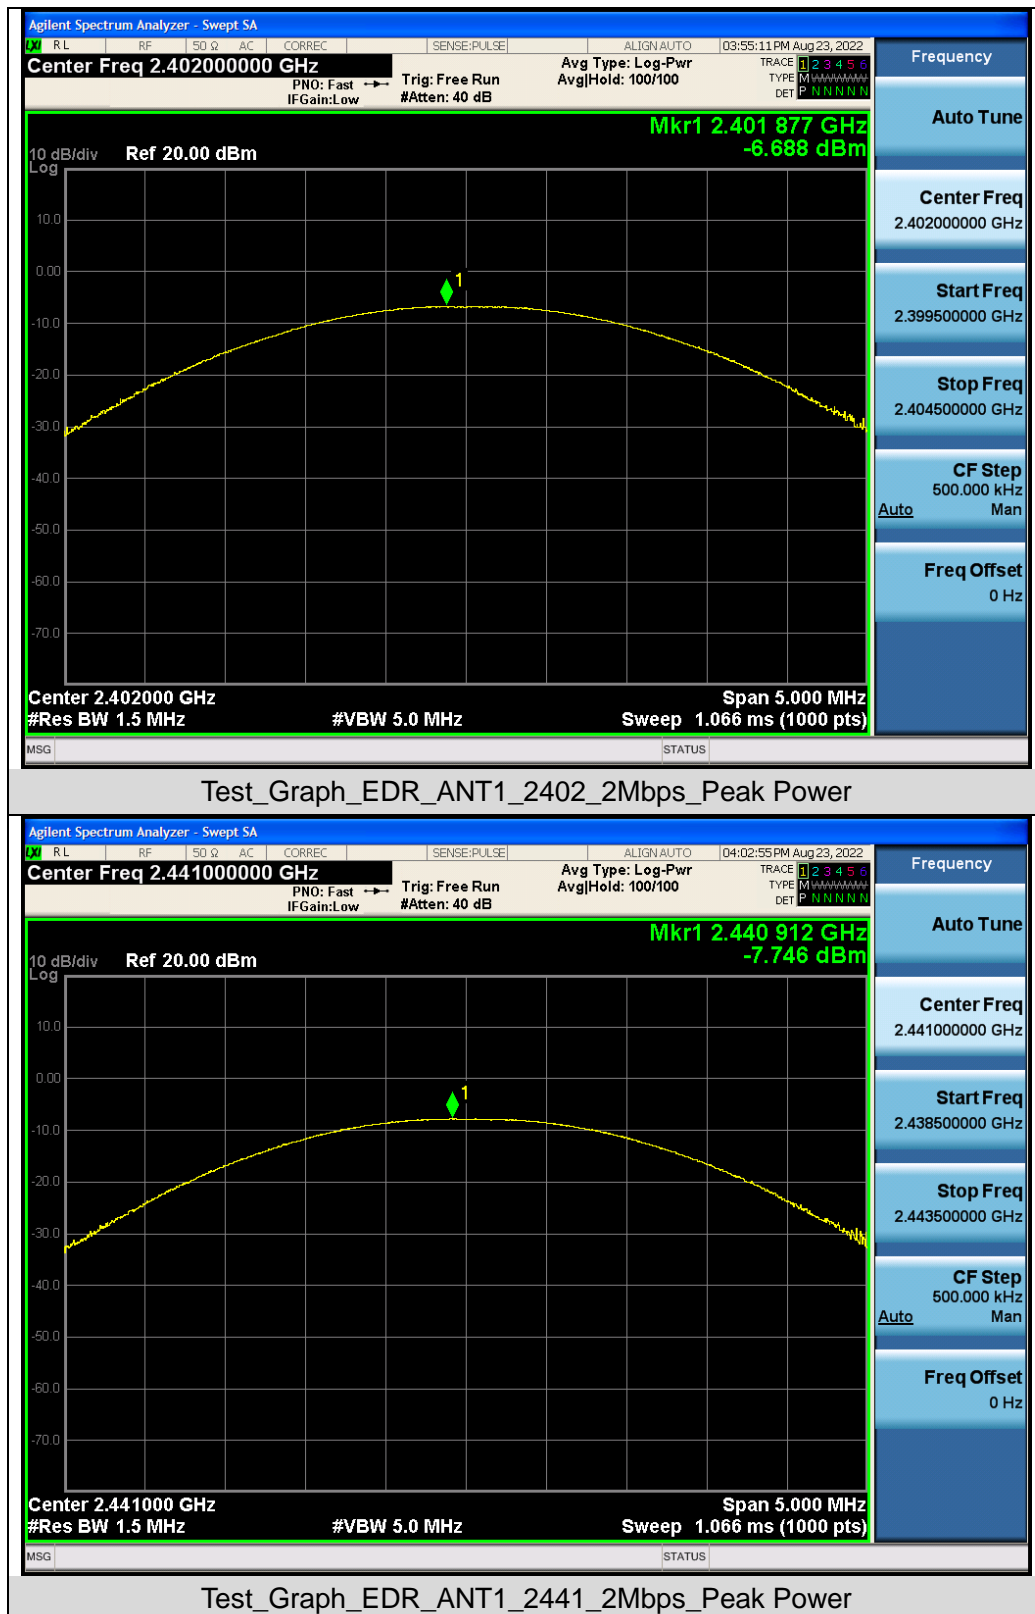 Agilent Spectrum Analyzer - Swept SA
LXI RL RF 50 Ω AC CORREC SENSE:PULSE ALIGN AUTO 03:55:11 PM Aug 23, 2022
Center Freq 2.402000000 GHz
PNO: Fast
IFGain:Low
Trig: Free Run
#Atten: 40 dB
Avg Type: Log-Pwr
Avg|Hold: 100/100
TRACE 1 2 3 4 5 6
TYPE M
DET P N N N N N
Mkr1 2.401 877 GHz
-6.688 dBm
10 dB/div Ref 20.00 dBm
Log
10.0
0.00
1
-10.0
-20.0
-30.0
-40.0
-50.0
-60.0
-70.0
Center 2.402000 GHz Span 5.000 MHz
#Res BW 1.5 MHz #VBW 5.0 MHz Sweep 1.066 ms (1000 pts)
MSG STATUS
Frequency
Auto Tune
Center Freq
2.402000000 GHz
Start Freq
2.399500000 GHz
Stop Freq
2.404500000 GHz
CF Step
500.000 kHz
Auto Man
Freq Offset
0 Hz
Test_Graph_EDR_ANT1_2402_2Mbps_Peak Power
Agilent Spectrum Analyzer - Swept SA
LXI RL RF 50 Ω AC CORREC SENSE:PULSE ALIGN AUTO 04:02:55 PM Aug 23, 2022
Center Freq 2.441000000 GHz
PNO: Fast
IFGain:Low
Trig: Free Run
#Atten: 40 dB
Avg Type: Log-Pwr
Avg|Hold: 100/100
TRACE 1 2 3 4 5 6
TYPE M
DET P N N N N N
Mkr1 2.440 912 GHz
-7.746 dBm
10 dB/div Ref 20.00 dBm
Log
10.0
0.00
1
-10.0
-20.0
-30.0
-40.0
-50.0
-60.0
-70.0
Center 2.441000 GHz Span 5.000 MHz
#Res BW 1.5 MHz #VBW 5.0 MHz Sweep 1.066 ms (1000 pts)
MSG STATUS
Frequency
Auto Tune
Center Freq
2.441000000 GHz
Start Freq
2.438500000 GHz
Stop Freq
2.443500000 GHz
CF Step
500.000 kHz
Auto Man
Freq Offset
0 Hz
Test_Graph_EDR_ANT1_2441_2Mbps_Peak Power